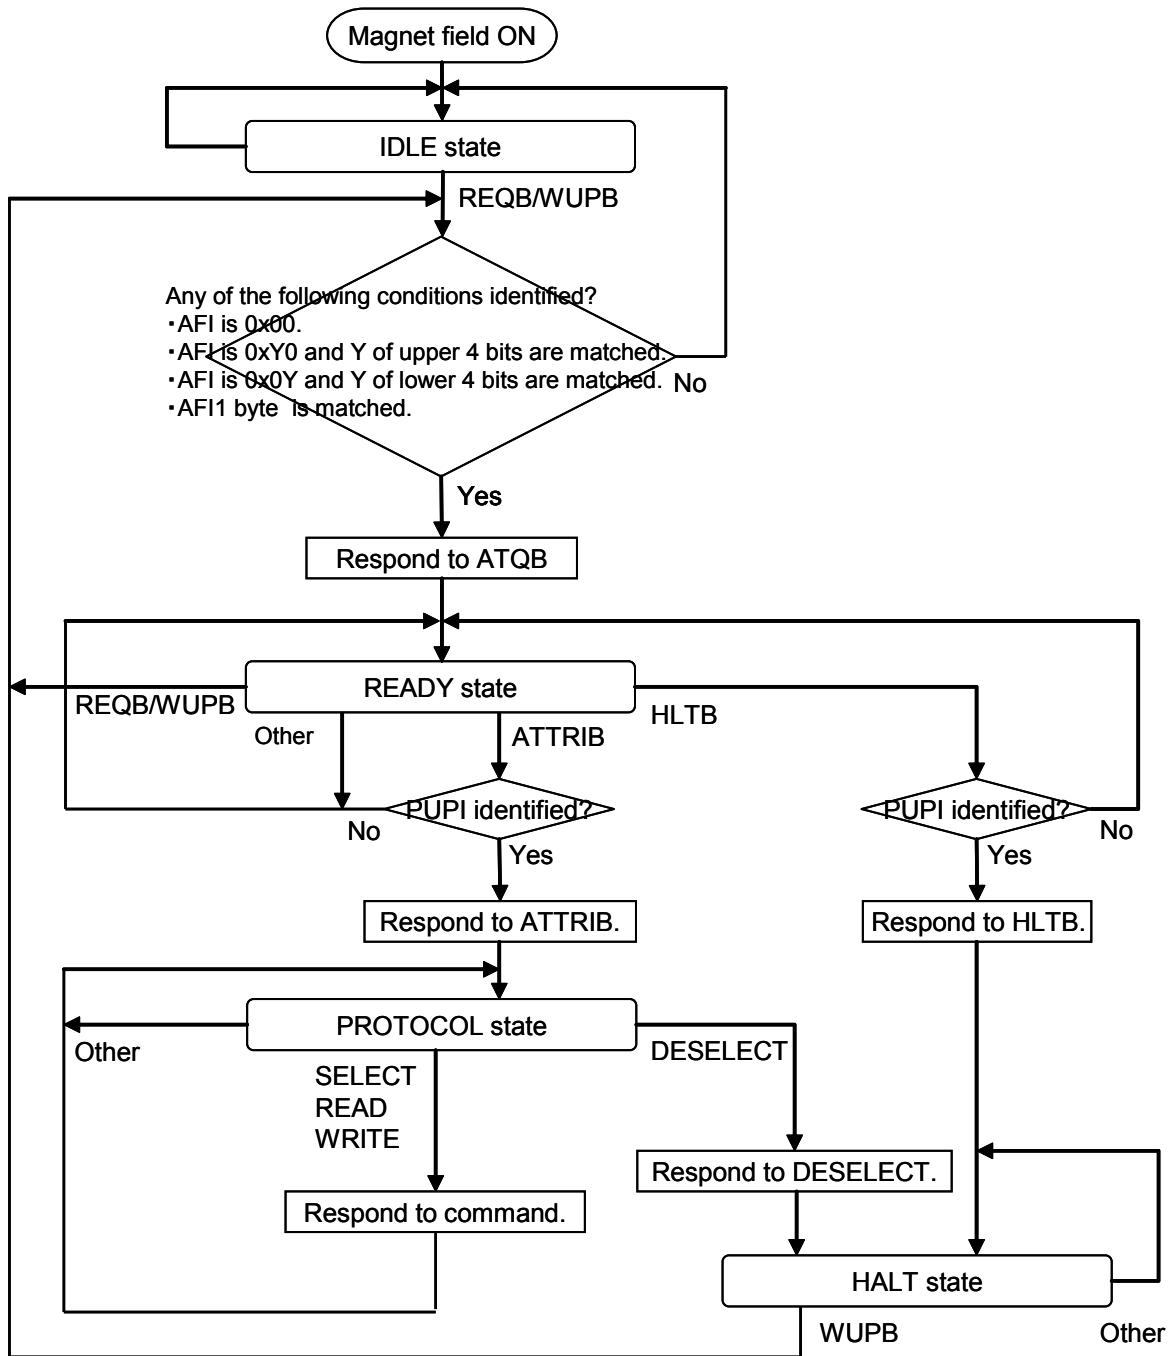 Magnet field ON
IDLE state
REQB/WUPB
Any of the following conditions identified?
・AFI is 0x00.
・AFI is 0xY0 and Y of upper 4 bits are matched.
・AFI is 0x0Y and Y of lower 4 bits are matched.
No
・AFI1 byte is matched.
Yes
Respond to ATQB
READY state
REQB/WUPB
Other
ATTRIB
HLTB
PUPI identified?
No
Yes
PUPI identified?
No
Yes
Respond to ATTRIB.
Respond to HLTB.
PROTOCOL state
Other
DESELECT
SELECT
READ
WRITE
Respond to DESELECT.
Respond to command.
HALT state
WUPB
Other